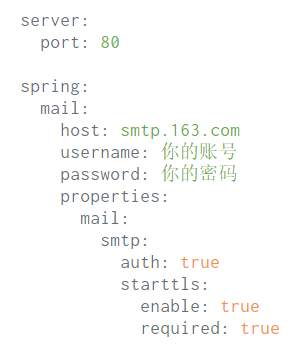 server:
  port: 80

spring:
  mail:
    host: smtp.163.com
    username: 你的账号
    password: 你的密码
    properties:
      mail:
        smtp:
          auth: true
          starttls:
            enable: true
            required: true